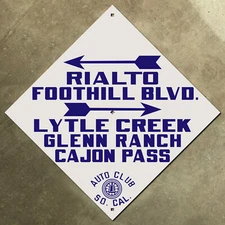 RIALTO
FOOTHILL BLVD.
LYTLE CREEK
GLENN RANCH
CAJON PASS
AUTO CLUB
SO. CAL.